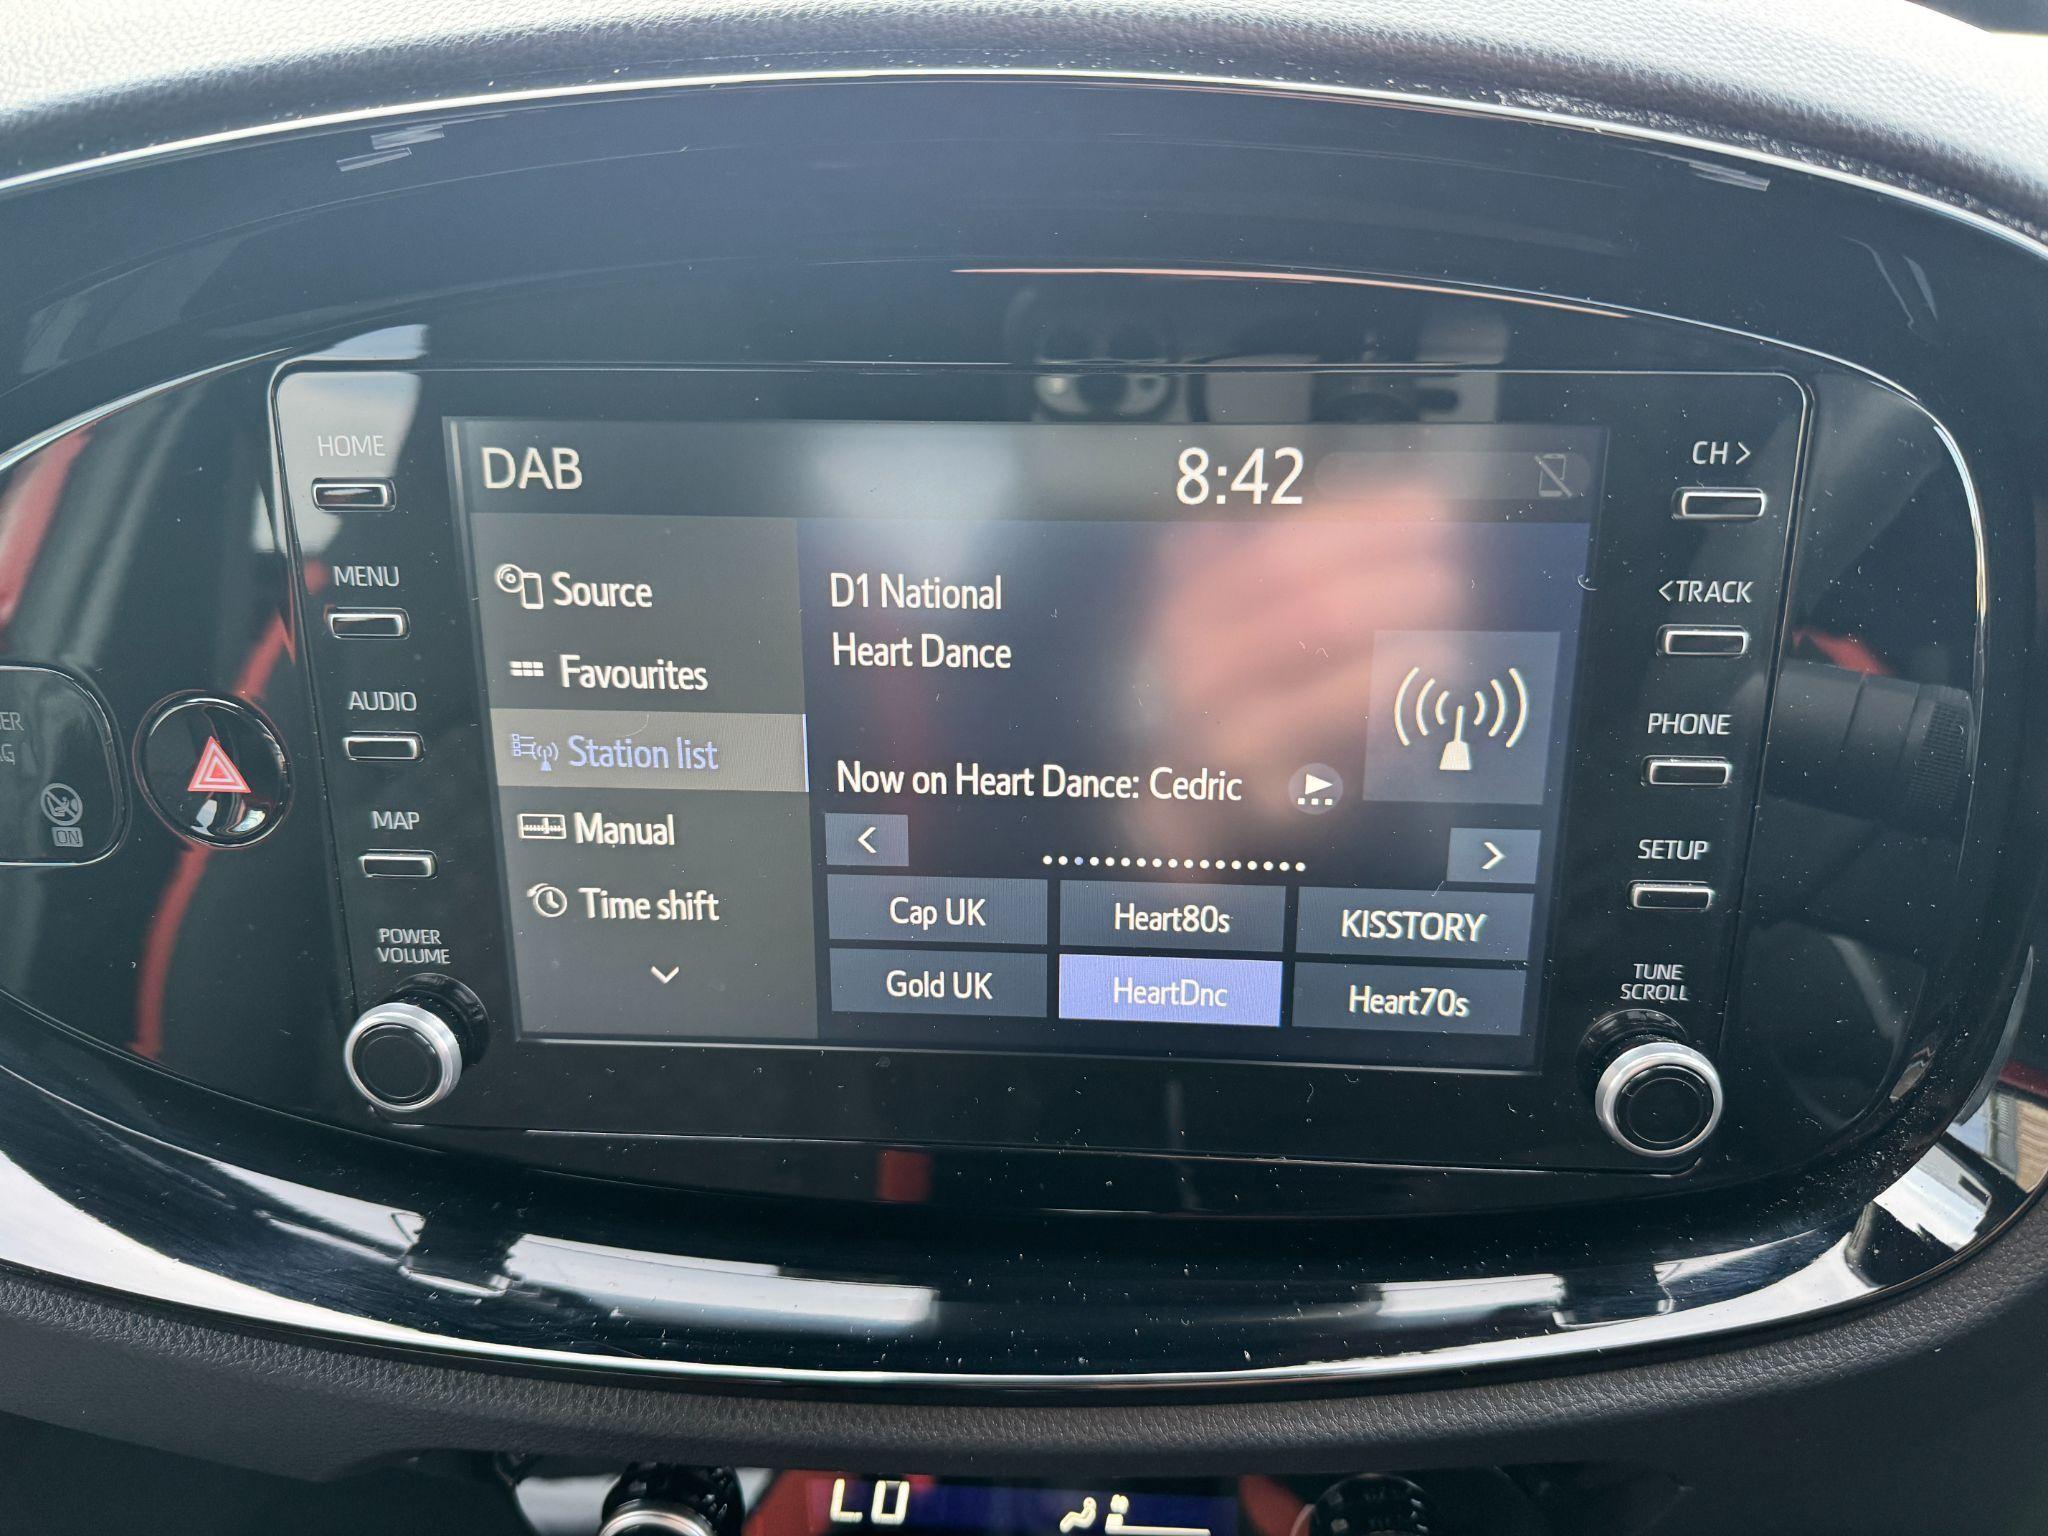 HOME
MENU
AUDIO
MAP
POWER
VOLUME
ON
DAB
8:42
Source
Favourites
Station list
Manual
Time shift
D1 National
Heart Dance
Now on Heart Dance: Cedric
<
>
Cap UK
Heart80s
KISSTORY
Gold UK
HeartDnc
Heart70s
CH>
<TRACK
PHONE
SETUP
TUNE
SCROLL
LO